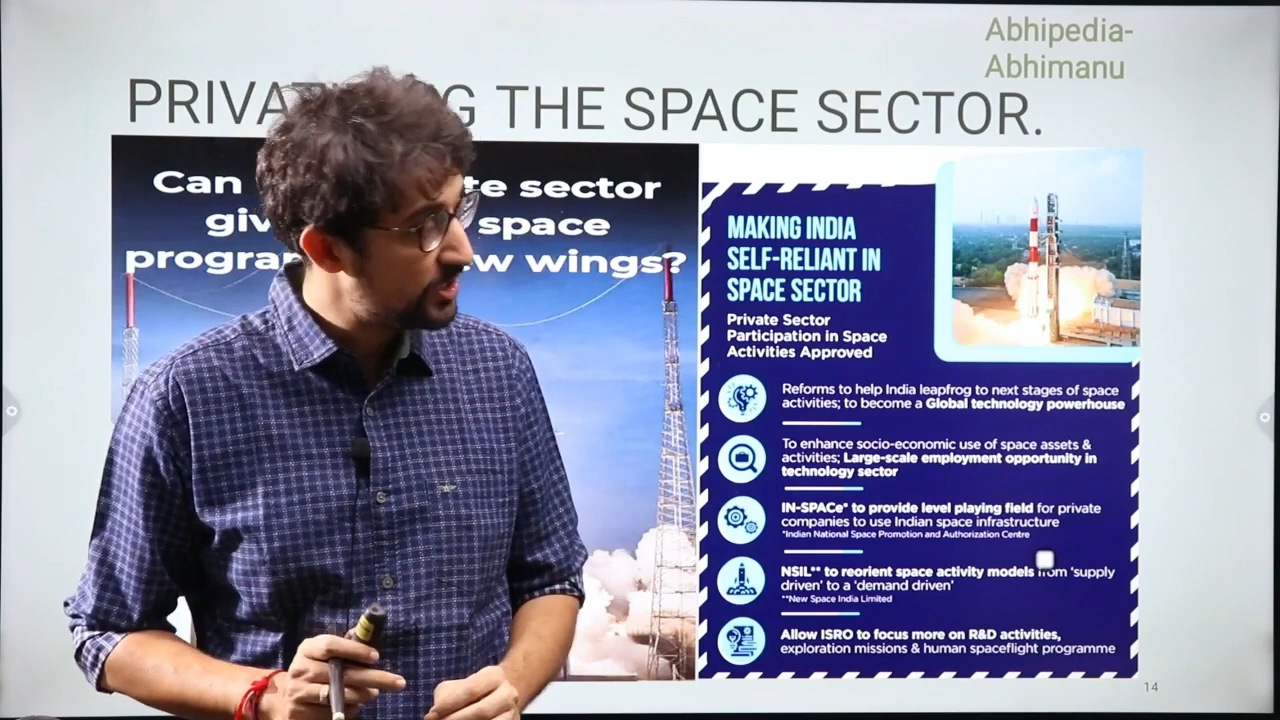 Abhipedia-
Abhimanu
THE SPACE SECTOR.
Can sector
space
wings?
MAKING INDIA
SELF-RELIANT IN
SPACE SECTOR
Private Sector
Participation in Space
Activities Approved
Reforms to help India leapfrog to next stages of space
activities; to become a Global technology powerhouse
To enhance socio-economic use of space assets &
activities; Large-scale employment opportunity in
technology sector
IN-SPACe* to provide level playing field for private
companies to use Indian space infrastructure
*Indian National Space Promotion and Authorization Centre
NSIL** to reorient space activity models from 'supply
driven' to a 'demand driven'
**New Space India Limited
Allow ISRO to focus more on R&D activities,
exploration missions & human spaceflight programme
14